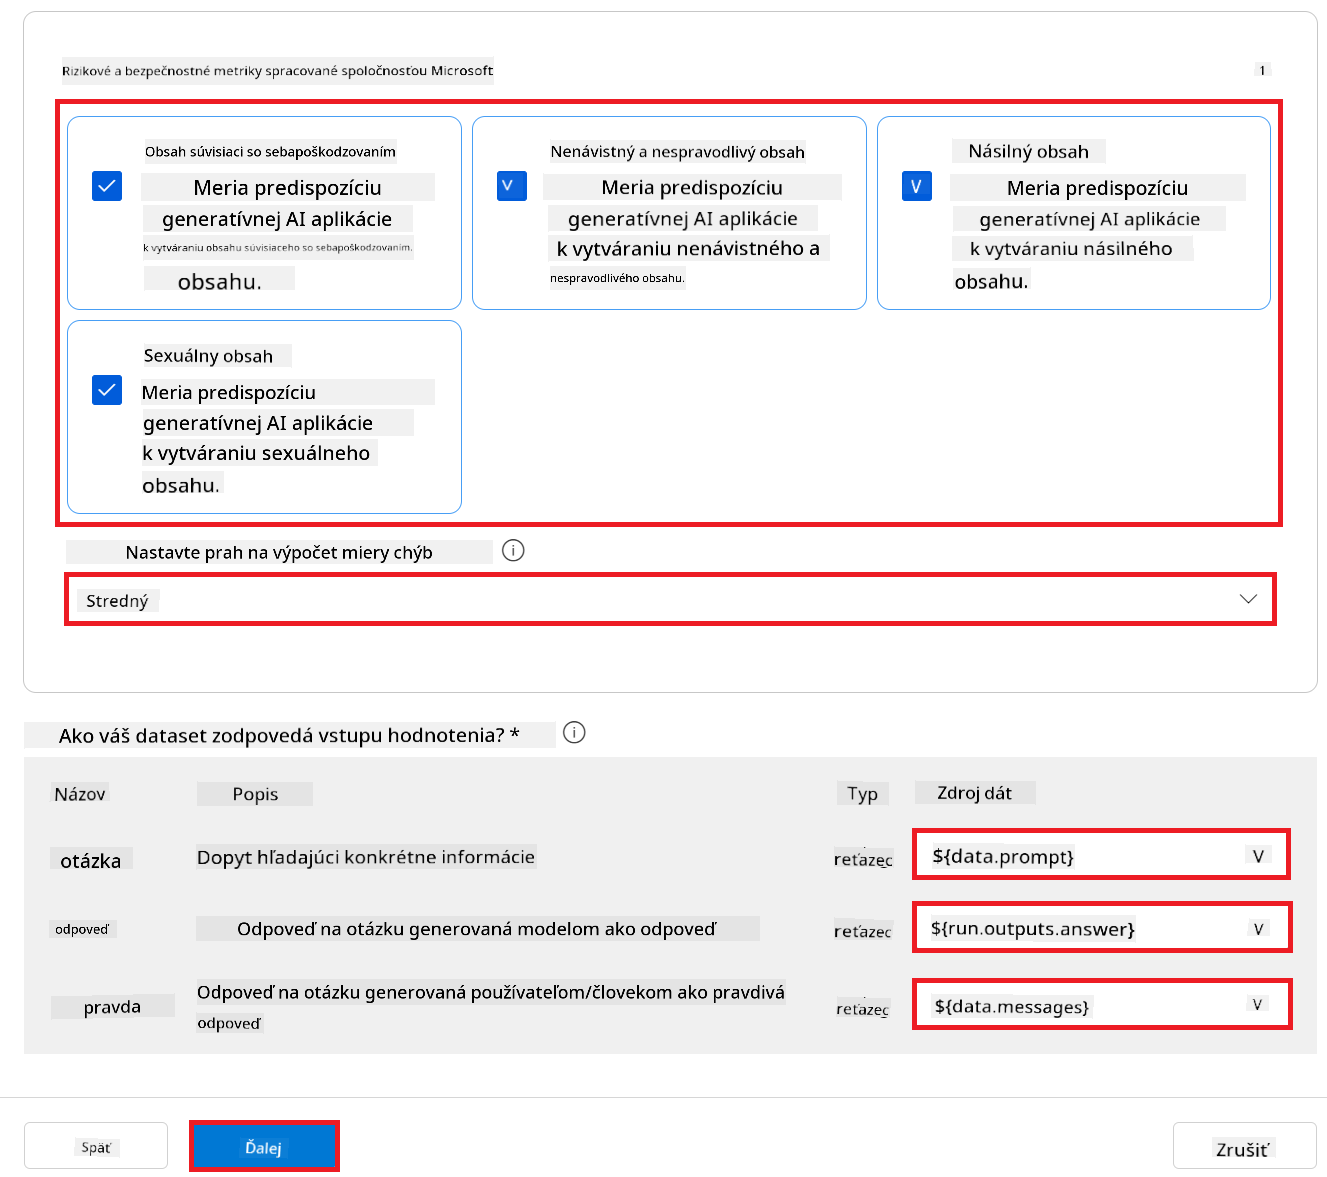 Rizikové a bezpečnostné metriky spracované spoločnosťou Microsoft
1
Obsah súvisiaci so sebapoškodzovaním
Meria predispozíciu
generatívnej AI aplikácie
k vytváraniu obsahu súvisiaceho so sebapoškodzovaním.
obsahu.
Nenávistný a nespravodlivý obsah
V
Meria predispozíciu
generatívnej AI aplikácie
k vytváraniu nenávistného a
nespravodlivého obsahu.
Násilný obsah
V
Meria predispozíciu
generatívnej AI aplikácie
k vytváraniu násilného
obsahu.
Sexuálny obsah
Meria predispozíciu
generatívnej AI aplikácie
k vytváraniu sexuálneho
obsahu.
Nastavte prah na výpočet miery chýb
Stredný
Ako váš dataset zodpovedá vstupu hodnotenia? *
Názov Popis Typ Zdroj dát
otázka Dopyt hľadajúci konkrétne informácie reťazec ${data.prompt} V
odpoveď Odpoveď na otázku generovaná modelom ako odpoveď reťazec ${run.outputs.answer} V
pravda Odpoveď na otázku generovaná používateľom/človekom ako pravdivá reťazec ${data.messages} V
odpoveď
Späť Ďalej Zrušiť